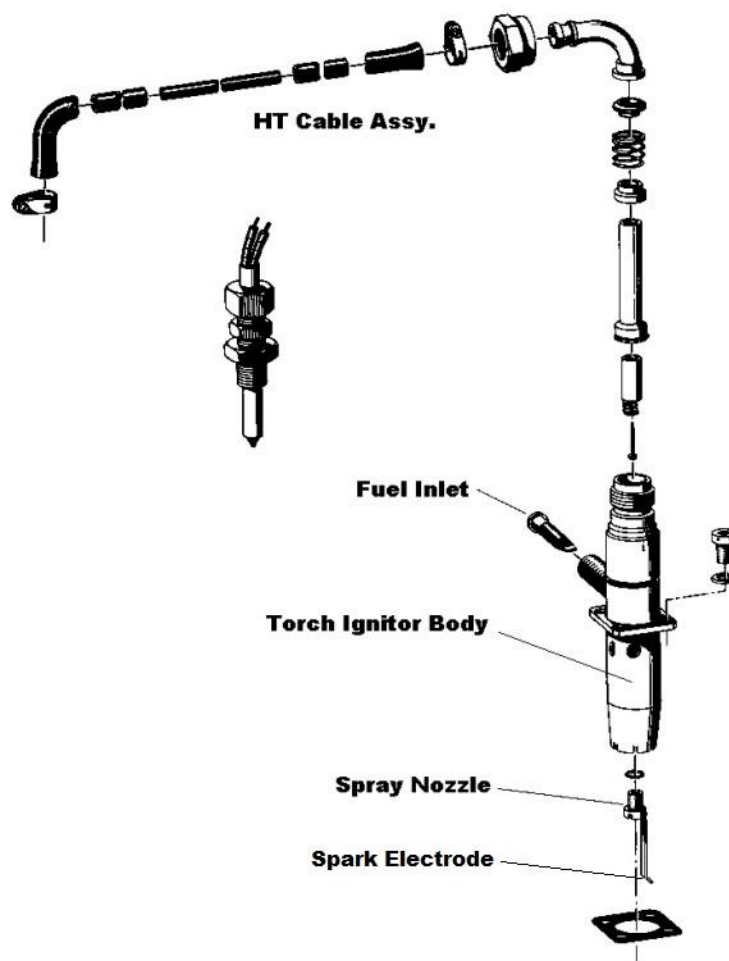 HT Cable Assy.
Fuel Inlet
Torch Ignitor Body
Spray Nozzle
Spark Electrode